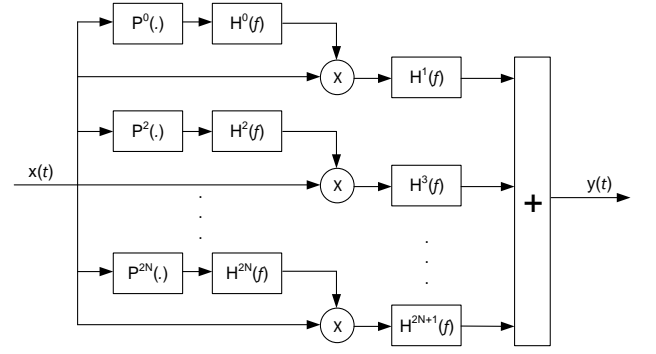 P⁰(.) H⁰(f)
x H¹(f)
P²(.) H²(f)
x(t)
x H³(f)
+ y(t)
P²ᴺ(.) H²ᴺ(f)
x H²ᴺ⁺¹(f)